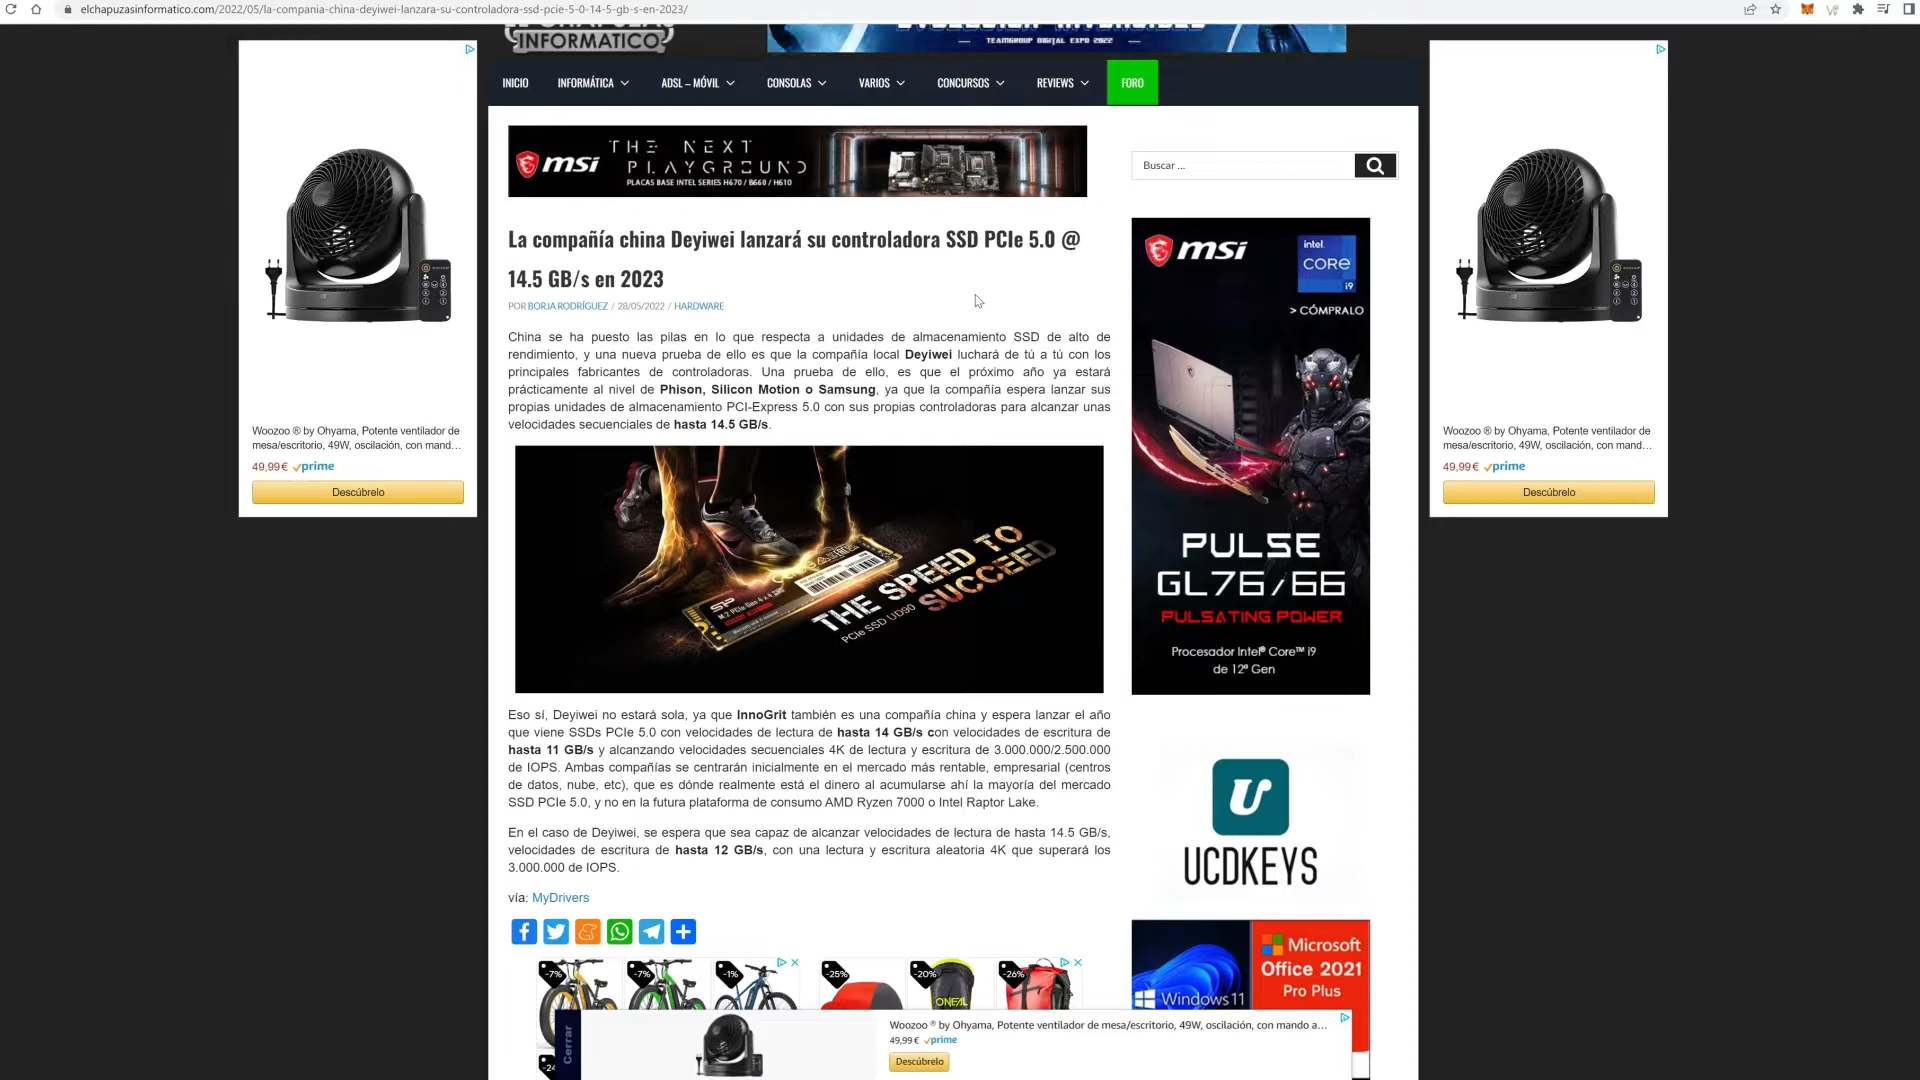 elchapuzasinformatico.com/2022/05/la-compania-china-deyiwei-lanzara-su-controladora-ssd-pcie-5-0-14-5-gb-s-en-2023/
INFORMATICO
TEAMGROUP DIGITAL EXPO 2022
INICIO
INFORMÁTICA
ADSL – MÓVIL
CONSOLAS
VARIOS
CONCURSOS
REVIEWS
FORO
msi
THE NEXT
PLAYGROUND
PLACAS BASE INTEL SERIES H670 / B660 / H610
Buscar ...
La compañía china Deyiwei lanzará su controladora SSD PCIe 5.0 @
14.5 GB/s en 2023
POR BORJA RODRÍGUEZ / 28/05/2022 / HARDWARE
China se ha puesto las pilas en lo que respecta a unidades de almacenamiento SSD de alto de
rendimiento, y una nueva prueba de ello es que la compañía local Deyiwei luchará de tú a tú con los
principales fabricantes de controladoras. Una prueba de ello, es que el próximo año ya estará
prácticamente al nivel de Phison, Silicon Motion o Samsung, ya que la compañía espera lanzar sus
propias unidades de almacenamiento PCI-Express 5.0 con sus propias controladoras para alcanzar unas
velocidades secuenciales de hasta 14.5 GB/s.
SP
M.2 PCIe Gen 4 x 4
THE SPEED TO
SUCCEED
PCIe SSD UD90
Eso sí, Deyiwei no estará sola, ya que InnoGrit también es una compañía china y espera lanzar el año
que viene SSDs PCIe 5.0 con velocidades de lectura de hasta 14 GB/s con velocidades de escritura de
hasta 11 GB/s y alcanzando velocidades secuenciales 4K de lectura y escritura de 3.000.000/2.500.000
de IOPS. Ambas compañías se centrarán inicialmente en el mercado más rentable, empresarial (centros
de datos, nube, etc), que es dónde realmente está el dinero al acumularse ahí la mayoría del mercado
SSD PCIe 5.0, y no en la futura plataforma de consumo AMD Ryzen 7000 o Intel Raptor Lake.
En el caso de Deyiwei, se espera que sea capaz de alcanzar velocidades de lectura de hasta 14.5 GB/s,
velocidades de escritura de hasta 12 GB/s, con una lectura y escritura aleatoria 4K que superará los
3.000.000 de IOPS.
vía: MyDrivers
-7%
-7%
-1%
-25%
-20%
-26%
ONEAL
-24
Cerrar
Woozoo ® by Ohyama, Potente ventilador de mesa/escritorio, 49W, oscilación, con mando a...
49,99 € prime
Descúbrelo
Woozoo ® by Ohyama, Potente ventilador de
mesa/escritorio, 49W, oscilación, con mand...
49,99€ prime
Descúbrelo
msi
intel
CORE
i9
> CÓMPRALO
PULSE
GL76/66
PULSATING POWER
Procesador Intel® Core™ i9
de 12ª Gen
UCDKEYS
Windows 11
Microsoft
Office 2021
Pro Plus
Woozoo ® by Ohyama, Potente ventilador de
mesa/escritorio, 49W, oscilación, con mand...
49,99€ prime
Descúbrelo